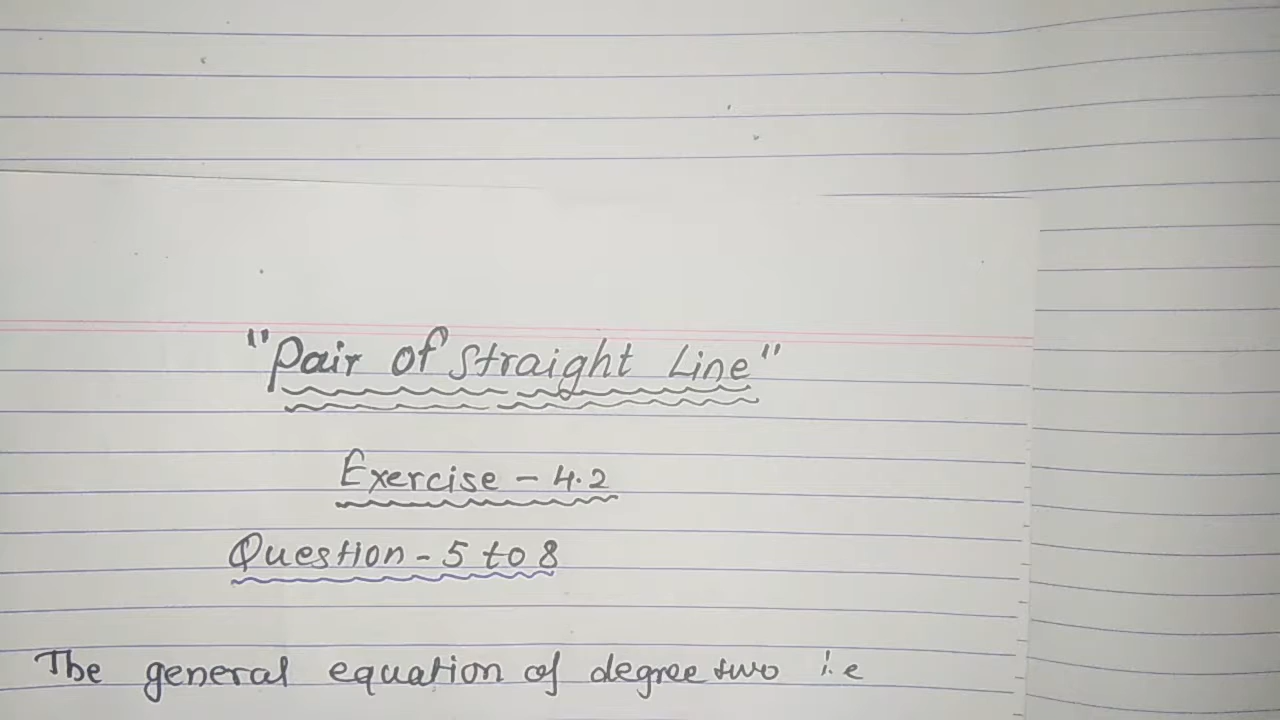 "Pair of Straight Line"
Exercise - 4.2
Question - 5 to 8
The general equation of degree two i.e